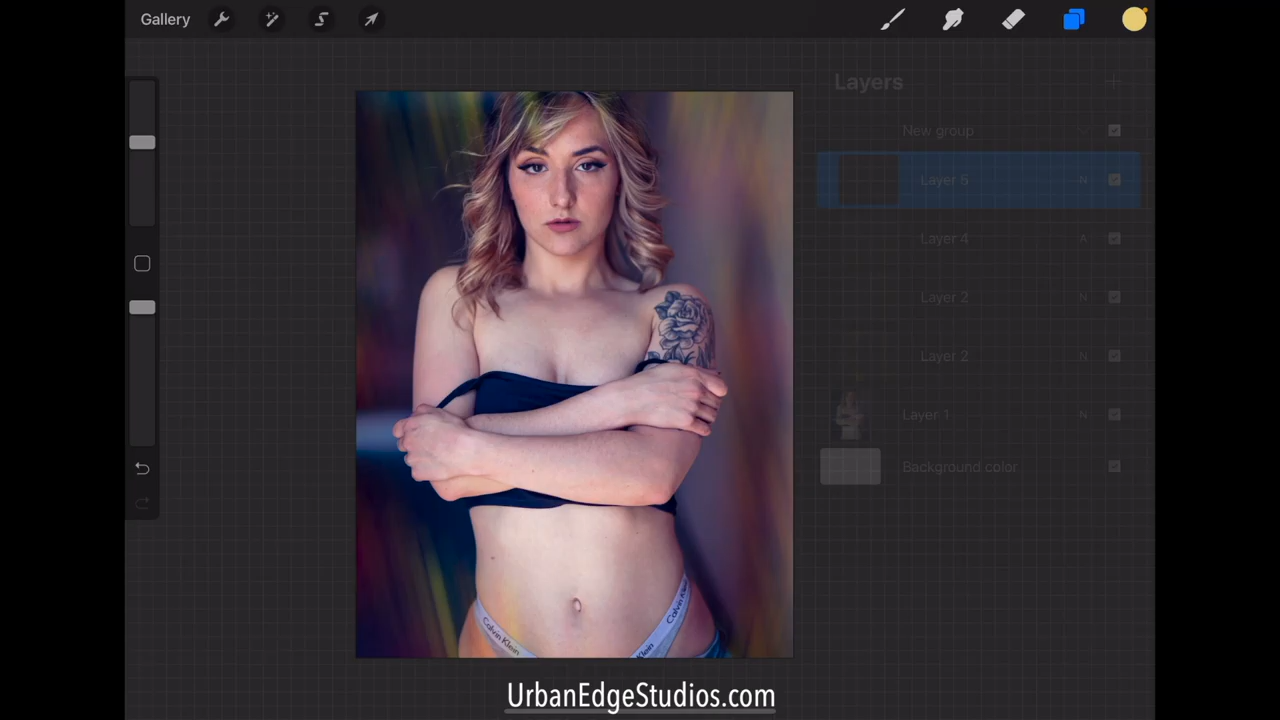 Gallery
Layers
New group
Layer 5
N
Layer 4
A
Layer 2
N
Layer 2
N
Layer 1
N
Background color
Calvin Klein
Calvin Klein
Klein
UrbanEdgeStudios.com